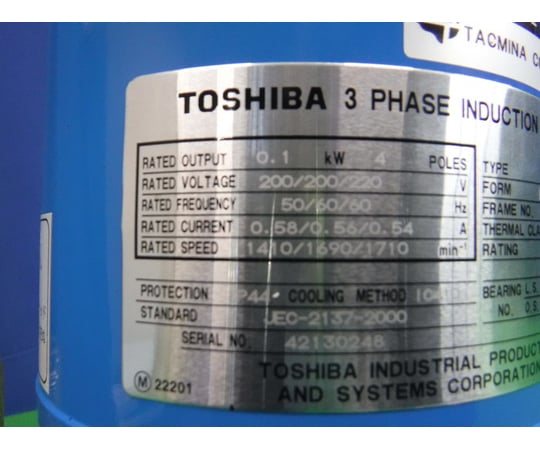 TACMINA
TOSHIBA 3 PHASE INDUCTION
RATED OUTPUT 0.1 kW 4 POLES
RATED VOLTAGE 200/200/220 V
RATED FREQUENCY 50/60/60 Hz
RATED CURRENT 0.58/0.56/0.54 A
RATED SPEED 1410/1690/1710 min⁻¹
TYPE
FORM
FRAME NO.
THERMAL
RATING
PROTECTION IP44 COOLING METHOD
STANDARD JEC-2137-2000
SERIAL NO. 42130248
BEARING L.S.
NO. O.S.
TOSHIBA INDUSTRIAL
AND SYSTEMS CORPORATION
Ⓜ 22201